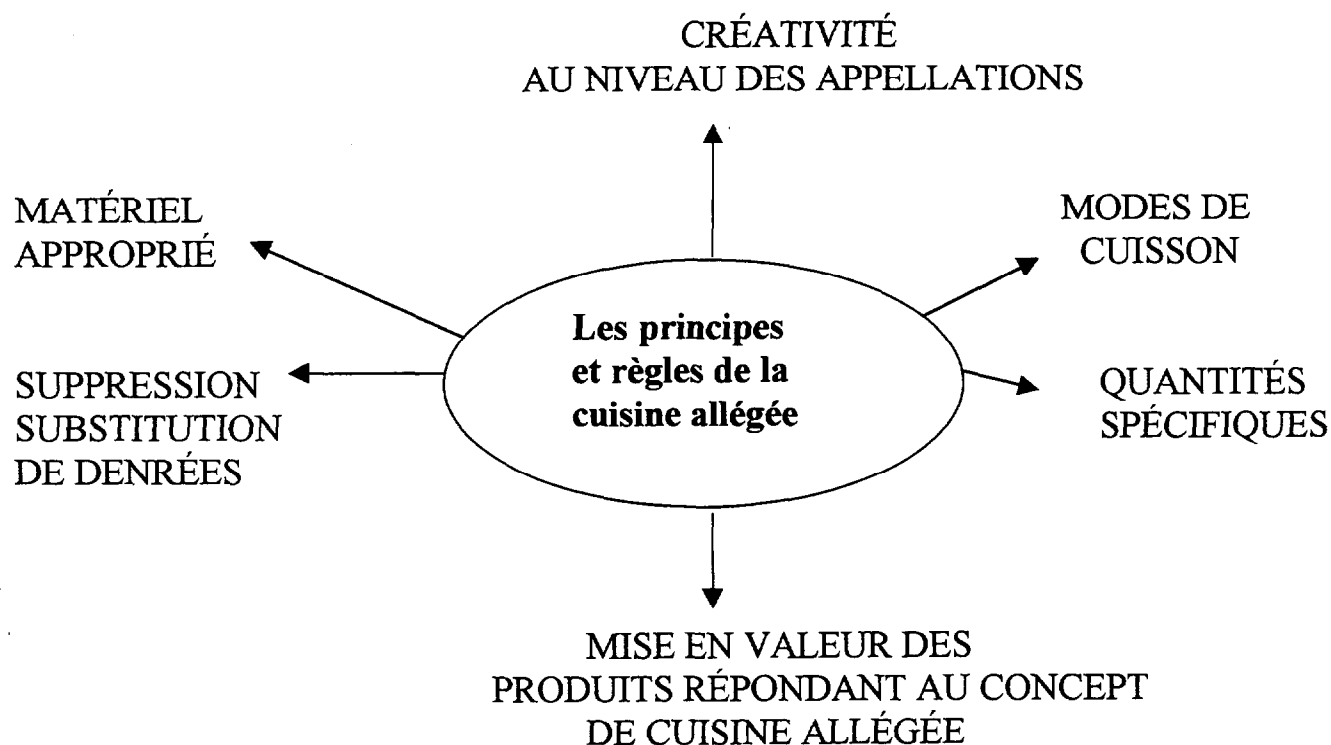 CRÉATIVITÉ
AU NIVEAU DES APPELLATIONS
MATÉRIEL
APPROPRIÉ
MODES DE
CUISSON
Les principes
et règles de la
cuisine allégée
SUPPRESSION
SUBSTITUTION
DE DENRÉES
QUANTITÉS
SPÉCIFIQUES
MISE EN VALEUR DES
PRODUITS RÉPONDANT AU CONCEPT
DE CUISINE ALLÉGÉE